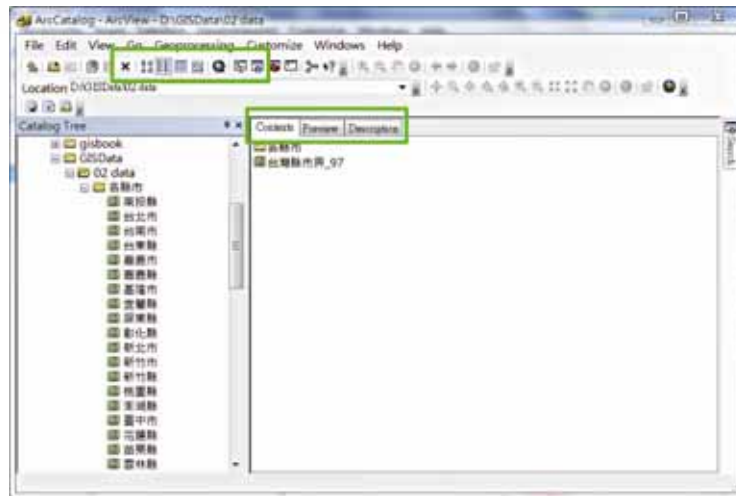 ArcCatalog - ArcView - D:\GISData\02 data
File Edit View Go Geoprocessing Customize Windows Help
Location D:\GISData\02 data
Catalog Tree
Contents Preview Description
Search
gisbook
GISData
02 data
各縣市
南投縣
台北市
台南市
台東縣
嘉義市
嘉義縣
基隆市
宜蘭縣
屏東縣
彰化縣
新北市
新竹市
新竹縣
桃園縣
澎湖縣
臺中市
花蓮縣
苗栗縣
雲林縣
各縣市
台灣縣市界_97